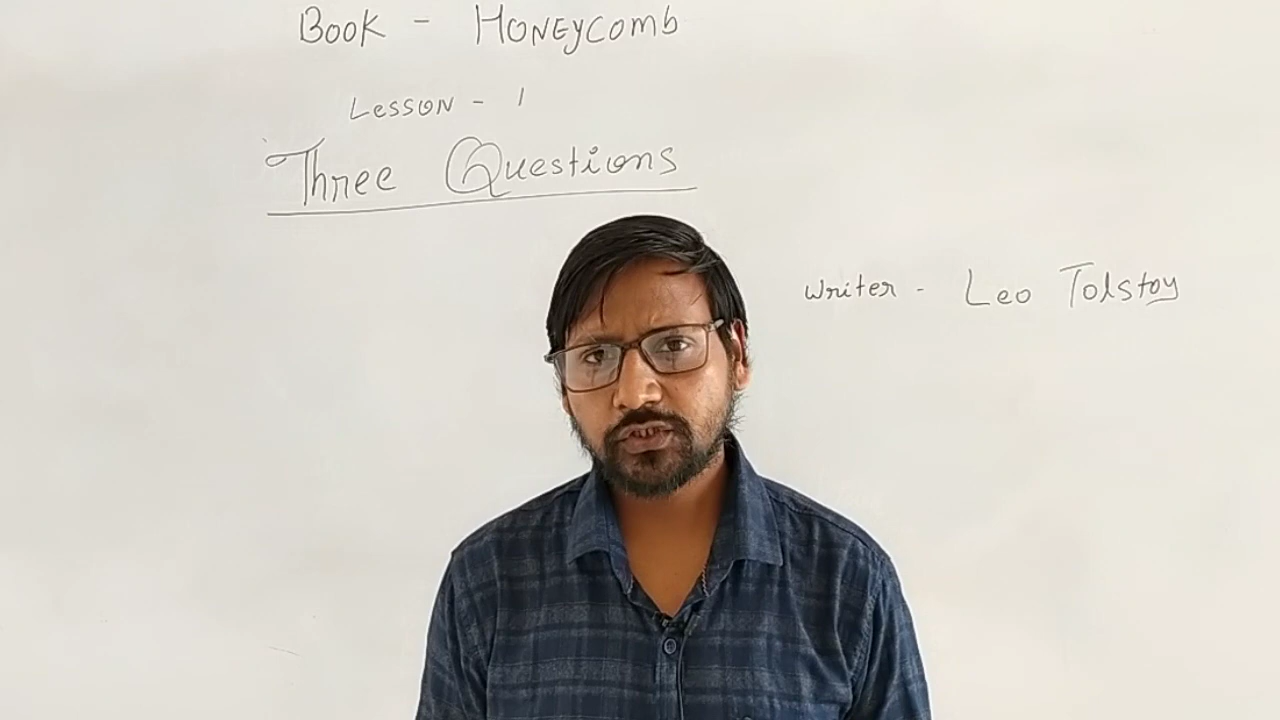 Book - Honeycomb
Lesson - 1
Three Questions
Writer - Leo Tolstoy